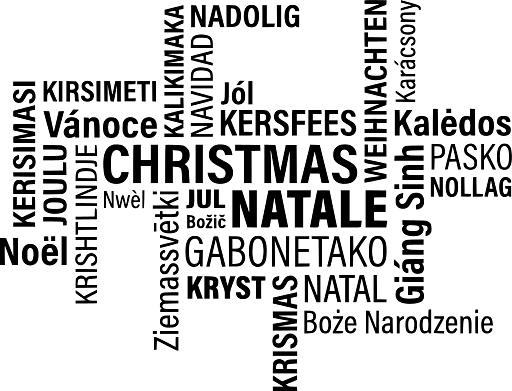 NADOLIG
KALIKIMAKA
NAVIDAD
WEIHNACHTEN
Karácsony
KERISIMASI
KIRSIMETI
Jól
Vánoce
KERSFEES
Kalėdos
JOULU
KRISHTLINDJE
CHRISTMAS
PASKO
Nwèl
Ziemassvētki
JUL
Božič
NATALE
Giáng Sinh
NOLLAG
Noël
GABONETAKO
KRYST
KRISMAS
NATAL
Boże Narodzenie